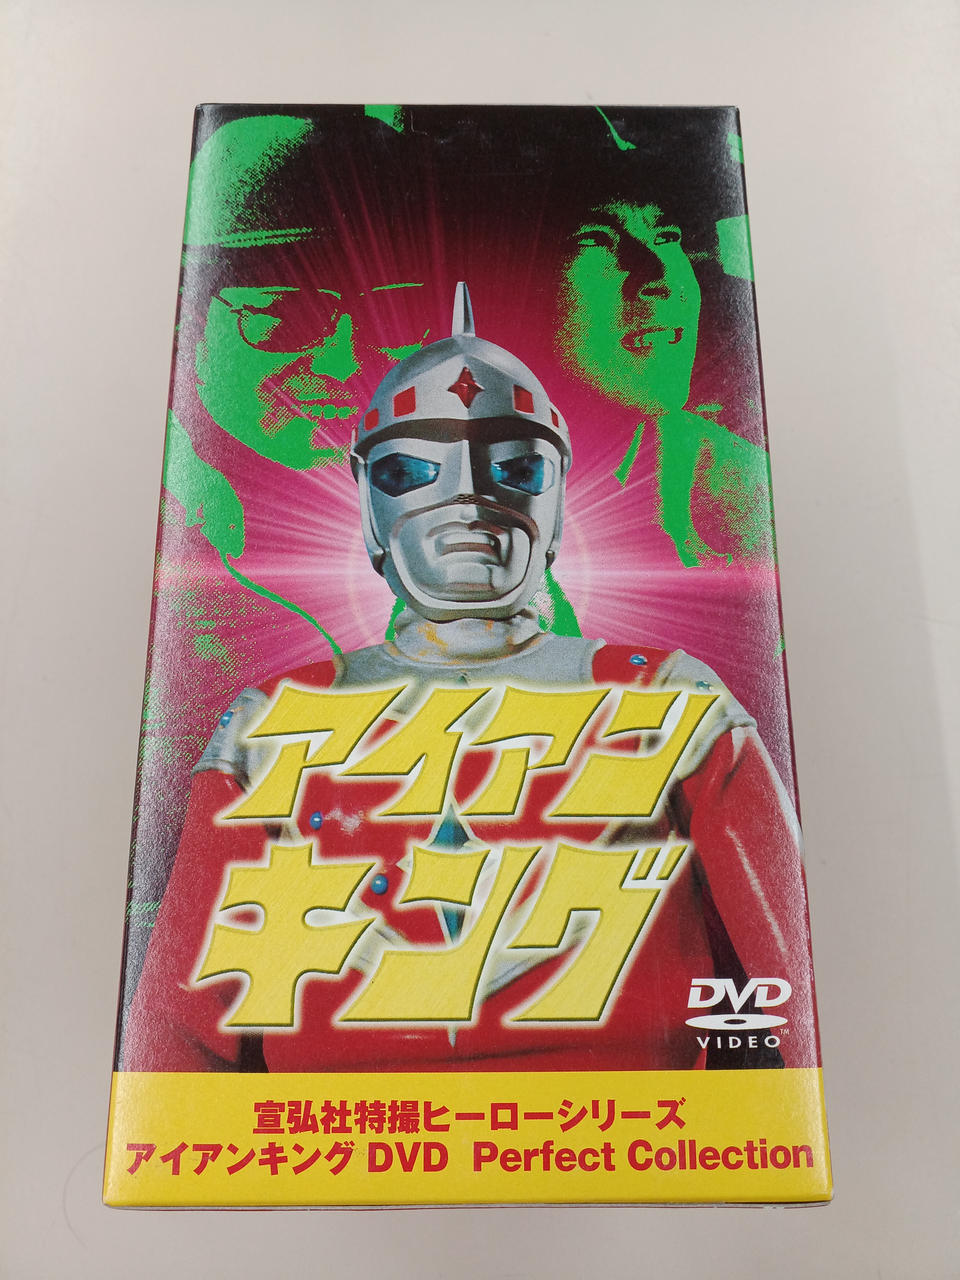 アイアン
キング
DVD
VIDEO
TM
宣弘社特撮ヒーローシリーズ
アイアンキング DVD Perfect Collection